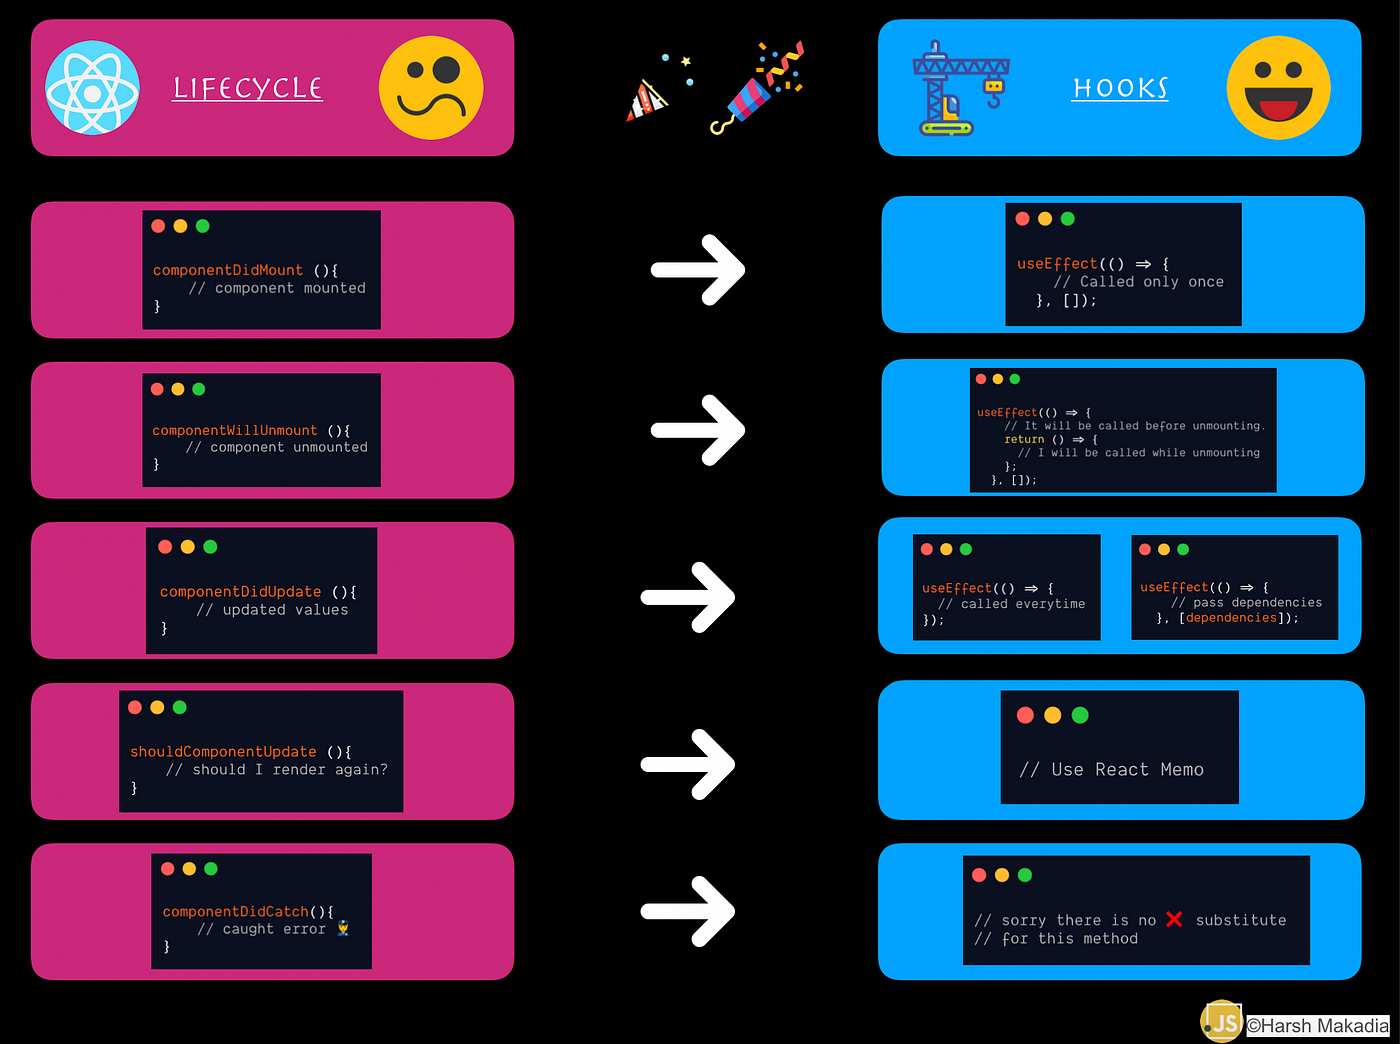 LIFECYCLE
HOOKS
componentDidMount (){
// component mounted
}
useEffect(() => {
// Called only once
}, []);
componentWillUnmount (){
// component unmounted
}
useEffect(() => {
// It will be called before unmounting.
return () => {
// I will be called while unmounting
};
}, []);
componentDidUpdate (){
// updated values
}
useEffect(() => {
// called everytime
});
useEffect(() => {
// pass dependencies
}, [dependencies]);
shouldComponentUpdate (){
// should I render again?
}
// Use React Memo
componentDidCatch(){
// caught error 👮
}
// sorry there is no ❌ substitute
// for this method
JS
©Harsh Makadia